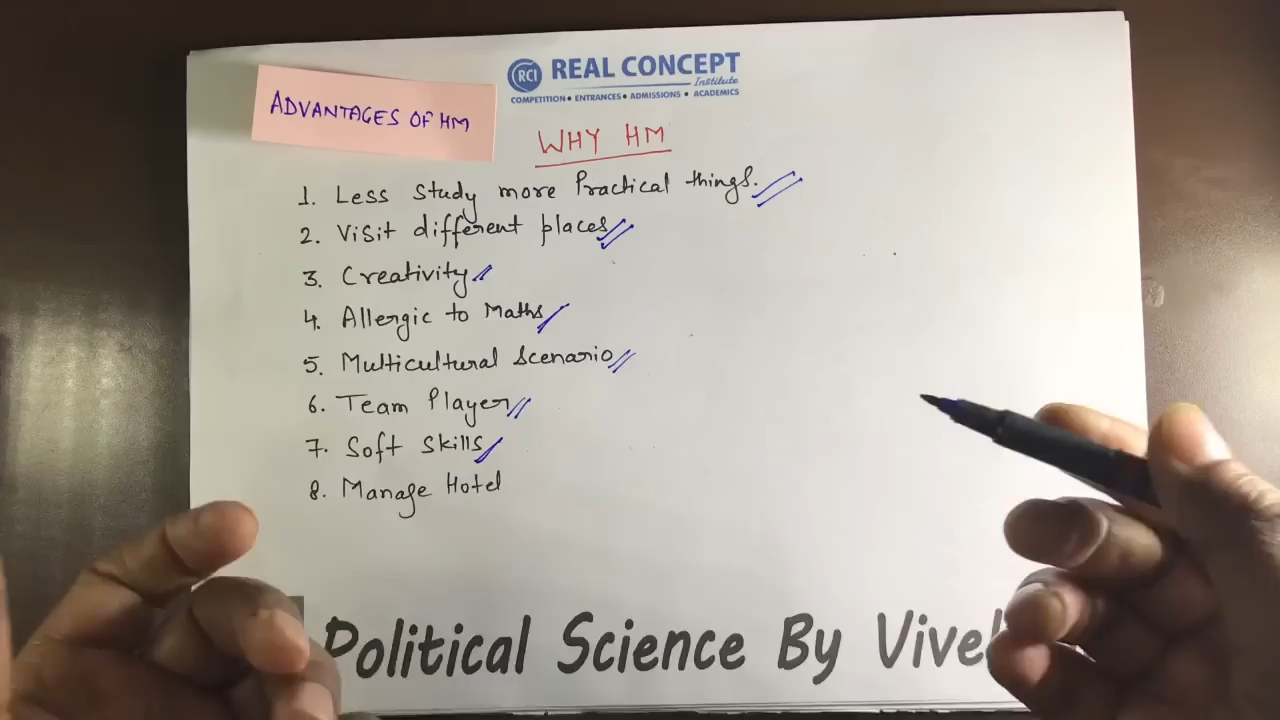 RCI REAL CONCEPT
Institute
COMPETITION • ENTRANCES • ADMISSIONS • ACADEMICS
ADVANTAGES OF HM
WHY HM
1. Less Study more Practical things.
2. Visit different places
3. Creativity
4. Allergic to Maths
5. Multicultural Scenario
6. Team Player
7. Soft Skills
8. Manage Hotel
Political Science By